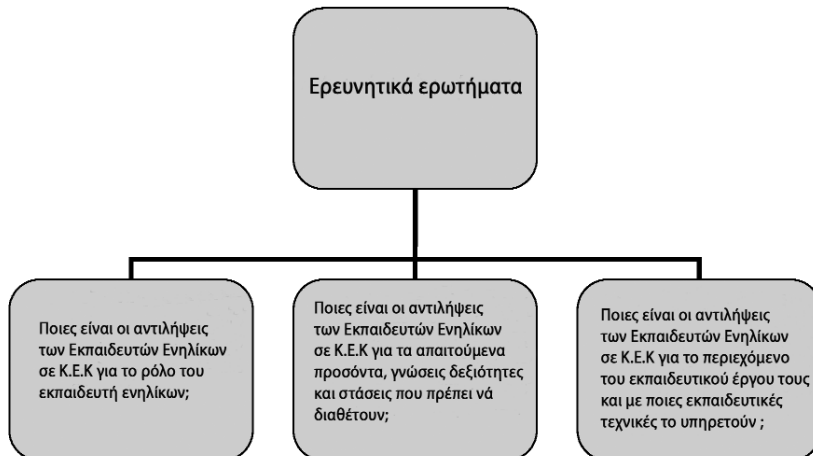 Ερευνητικά ερωτήματα
Ποιες είναι οι αντιλήψεις
των Εκπαιδευτών Ενηλίκων
σε Κ.Ε.Κ για το ρόλο του
εκπαιδευτή ενηλίκων;
Ποιες είναι οι αντιλήψεις
των Εκπαιδευτών Ενηλίκων
σε Κ.Ε.Κ για τα απαιτούμενα
προσόντα, γνώσεις δεξιότητες
και στάσεις που πρέπει νά
διαθέτουν;
Ποιες είναι οι αντιλήψεις
των Εκπαιδευτών Ενηλίκων
σε Κ.Ε.Κ για το περιεχόμενο
του εκπαιδευτικού έργου τους
και με ποιες εκπαιδευτικές
τεχνικές το υπηρετούν ;